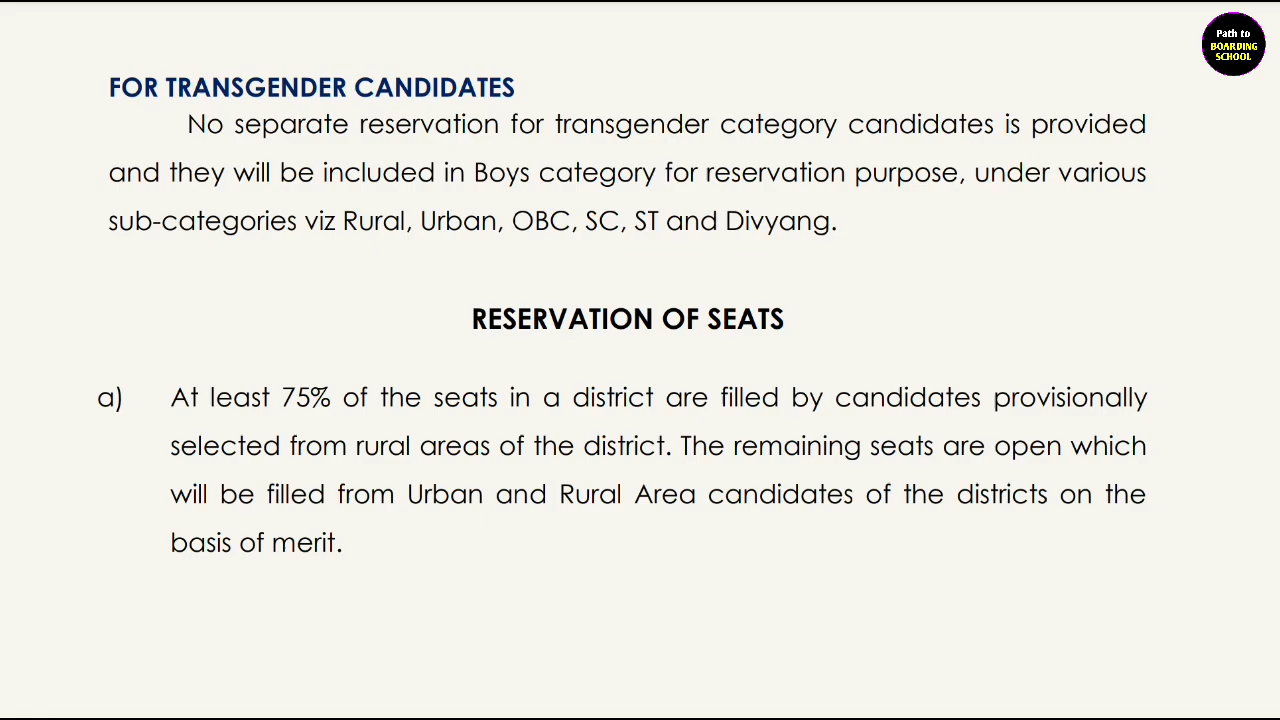 Path to
BOARDING
SCHOOL
FOR TRANSGENDER CANDIDATES
No separate reservation for transgender category candidates is provided
and they will be included in Boys category for reservation purpose, under various
sub-categories viz Rural, Urban, OBC, SC, ST and Divyang.
RESERVATION OF SEATS
a) At least 75% of the seats in a district are filled by candidates provisionally
selected from rural areas of the district. The remaining seats are open which
will be filled from Urban and Rural Area candidates of the districts on the
basis of merit.